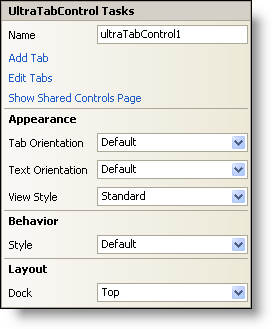 UltraTabControl Tasks
Name ultraTabControl1
Add Tab
Edit Tabs
Show Shared Controls Page
Appearance
Tab Orientation Default
Text Orientation Default
View Style Standard
Behavior
Style Default
Layout
Dock Top